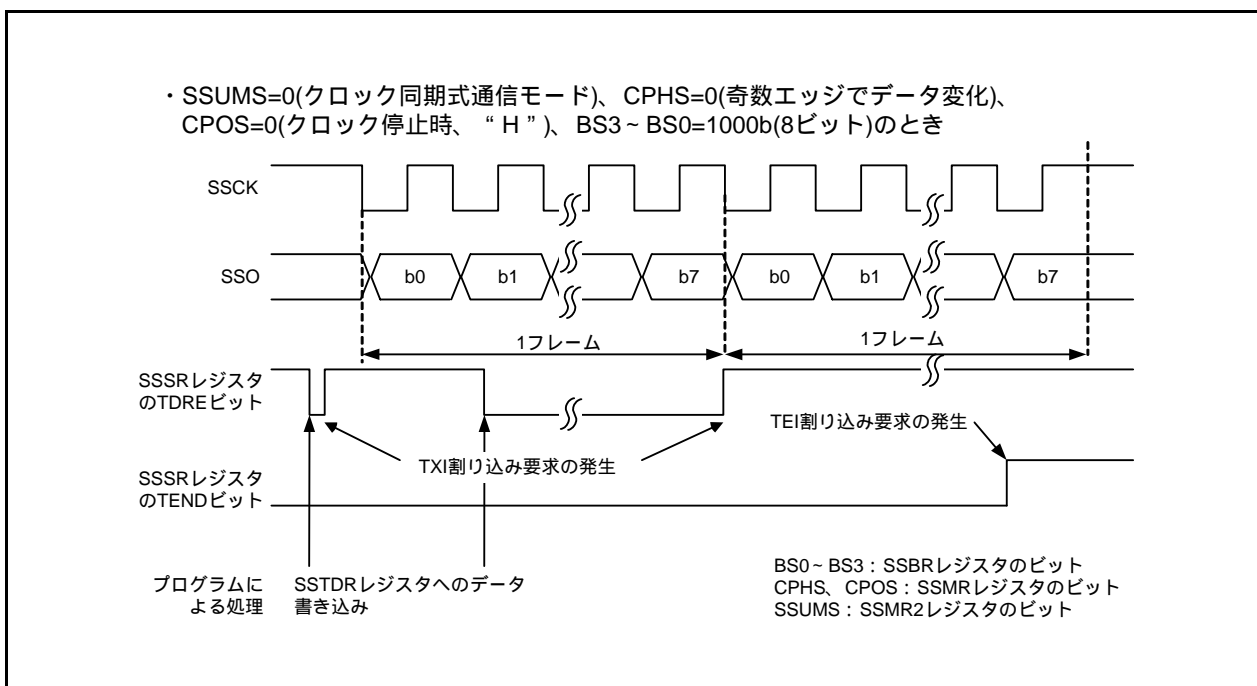 ・SSUMS=0(クロック同期式通信モード)、CPHS=0(奇数エッジでデータ変化)、
CPOS=0(クロック停止時、“H”)、BS3~BS0=1000b(8ビット)のとき
SSCK
SSO
b0
b1
b7
b0
b1
b7
1フレーム
1フレーム
SSSRレジスタ
のTDREビット
TEI割り込み要求の発生
TXI割り込み要求の発生
SSSRレジスタ
のTENDビット
プログラムに
よる処理
SSTDRレジスタへのデータ
書き込み
BS0~BS3:SSBRレジスタのビット
CPHS、CPOS:SSMRレジスタのビット
SSUMS:SSMR2レジスタのビット